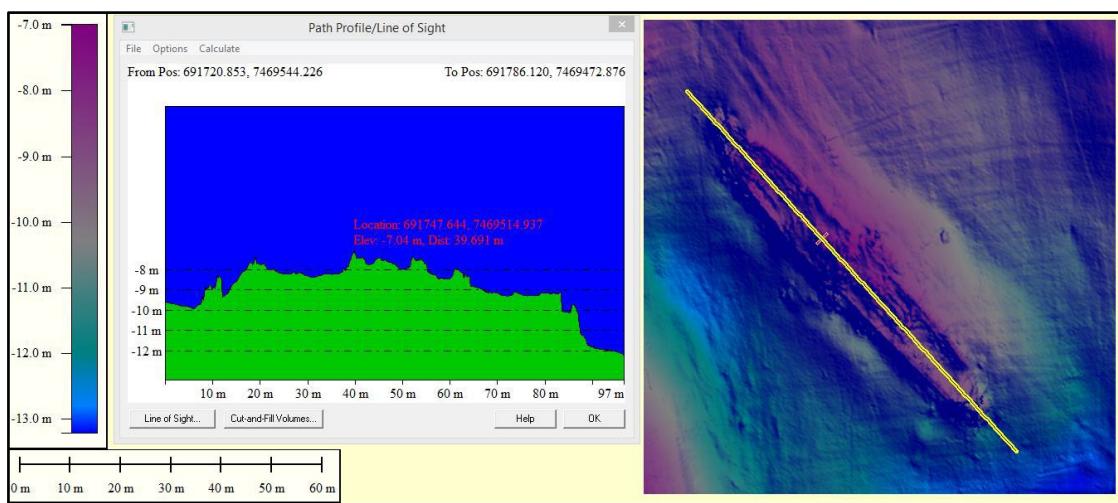 -7.0 m
-8.0 m
-9.0 m
-10.0 m
-11.0 m
-12.0 m
-13.0 m
Path Profile/Line of Sight
File Options Calculate
From Pos: 691720.853, 7469544.226 To Pos: 691786.120, 7469472.876
Location: 691747.644, 7469514.937
Elev: -7.04 m, Dist: 39.691 m
-8 m
-9 m
-10 m
-11 m
-12 m
10 m 20 m 30 m 40 m 50 m 60 m 70 m 80 m 97 m
Line of Sight... Cut-and-Fill Volumes... Help OK
0 m 10 m 20 m 30 m 40 m 50 m 60 m